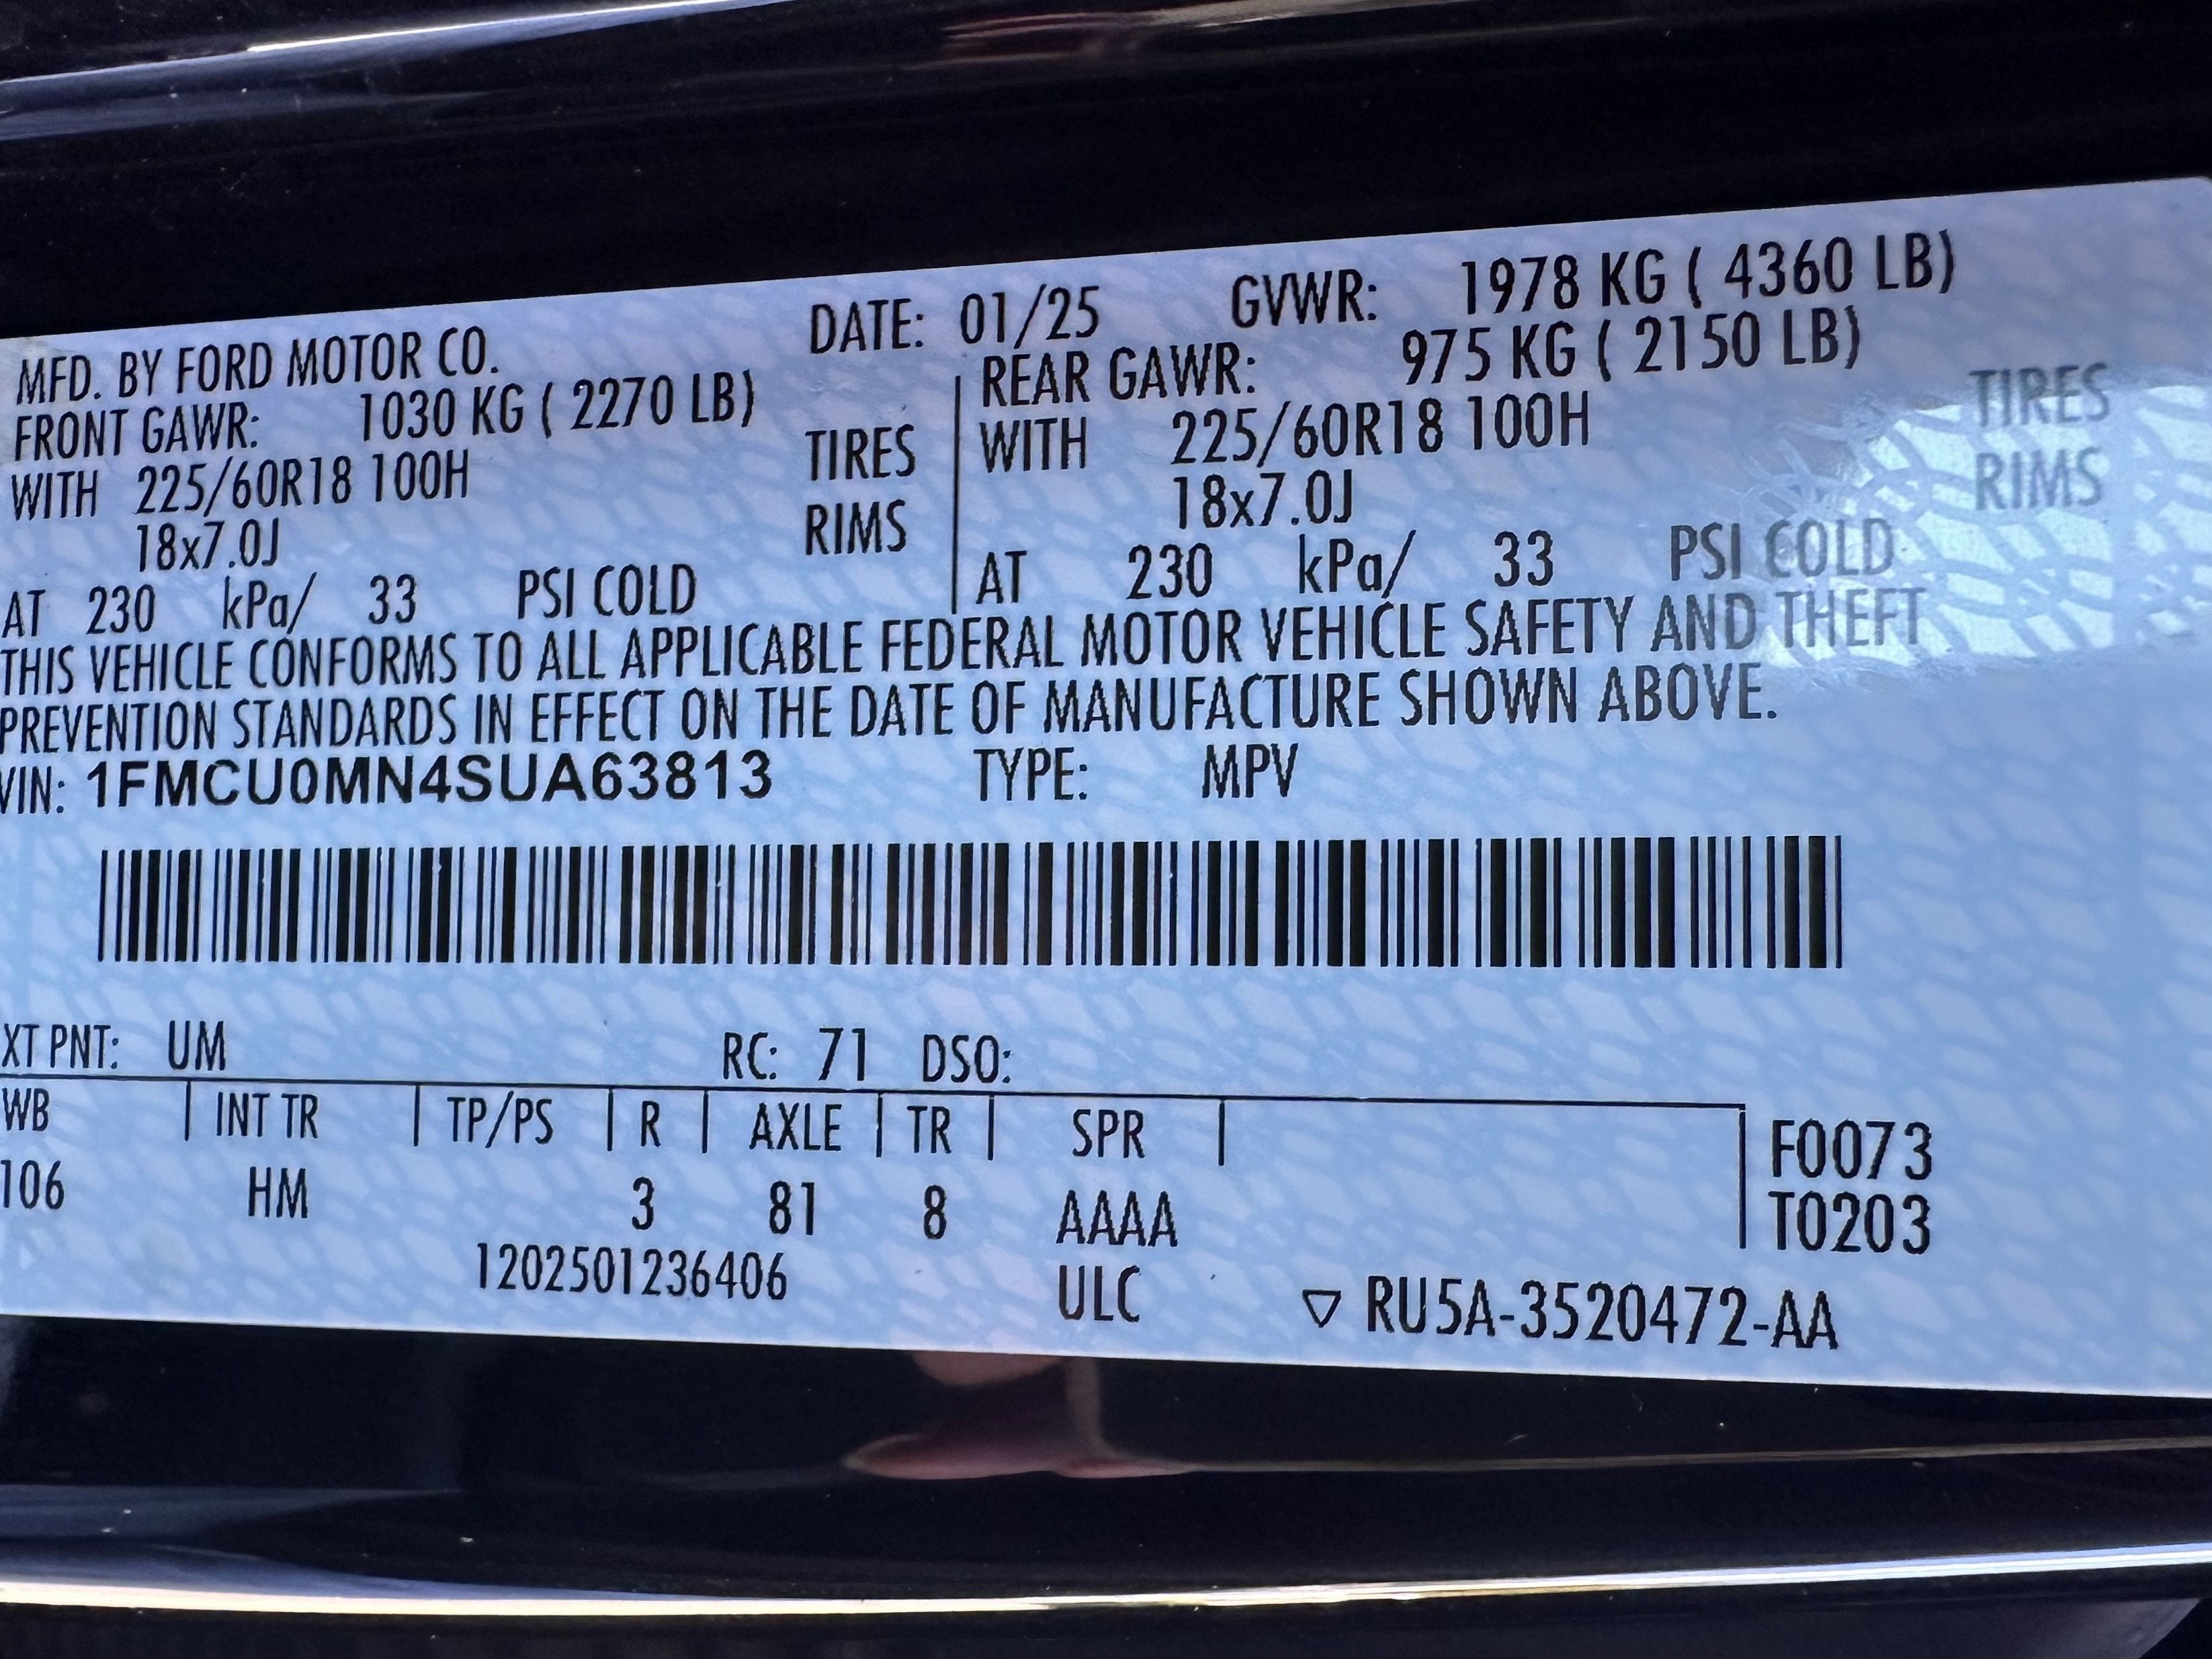 MFD. BY FORD MOTOR CO. DATE: 01/25 GVWR: 1978 KG ( 4360 LB)
FRONT GAWR: 1030 KG ( 2270 LB) REAR GAWR: 975 KG ( 2150 LB)
WITH 225/60R18 100H TIRES WITH 225/60R18 100H TIRES
18x7.0J RIMS 18x7.0J RIMS
AT 230 kPa/ 33 PSI COLD AT 230 kPa/ 33 PSI COLD
THIS VEHICLE CONFORMS TO ALL APPLICABLE FEDERAL MOTOR VEHICLE SAFETY AND THEFT
PREVENTION STANDARDS IN EFFECT ON THE DATE OF MANUFACTURE SHOWN ABOVE.
VIN: 1FMCU0MN4SUA63813 TYPE: MPV
XT PNT: UM RC: 71 DSO:
WB INT TR TP/PS R AXLE TR SPR F0073
106 HM 3 81 8 AAAA T0203
1202501236406 ULC ▽ RU5A-3520472-AA